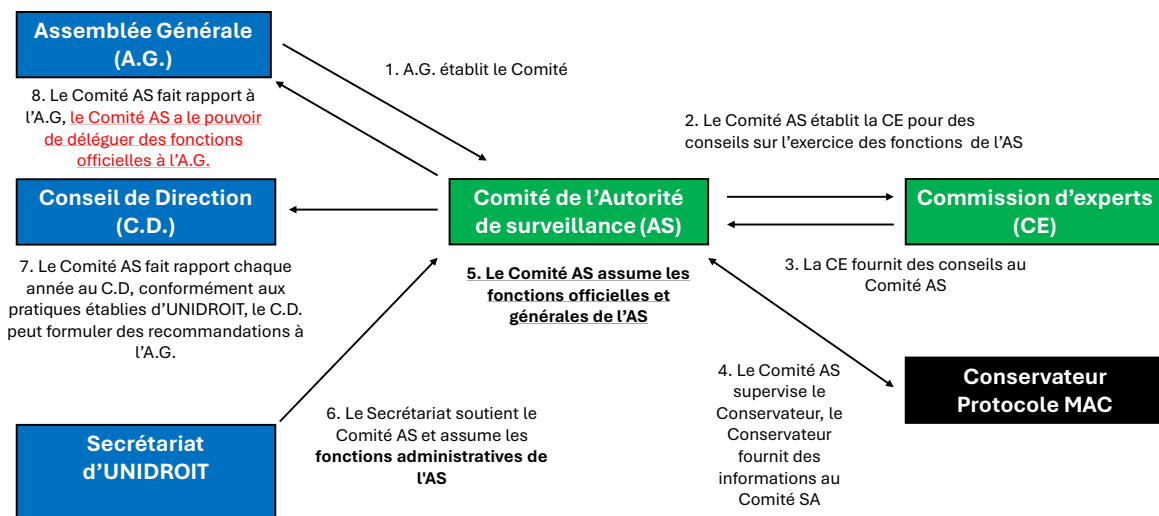 Assemblée Générale
(A.G.)
1. A.G. établit le Comité
8. Le Comité AS fait rapport à
l’A.G, le Comité AS a le pouvoir
de déléguer des fonctions
officielles à l’A.G.
2. Le Comité AS établit la CE pour des
conseils sur l’exercice des fonctions de l’AS
Conseil de Direction
(C.D.)
Comité de l’Autorité
de surveillance (AS)
Commission d’experts
(CE)
7. Le Comité AS fait rapport chaque
année au C.D, conformément aux
pratiques établies d’UNIDROIT, le C.D.
peut formuler des recommandations à
l’A.G.
5. Le Comité AS assume les
fonctions officielles et
générales de l’AS
3. La CE fournit des conseils au
Comité AS
4. Le Comité AS
supervise le
Conservateur, le
Conservateur
fournit des
informations au
Comité SA
Conservateur
Protocole MAC
6. Le Secrétariat soutient le
Comité AS et assume les
fonctions administratives de
l'AS
Secrétariat
d’UNIDROIT